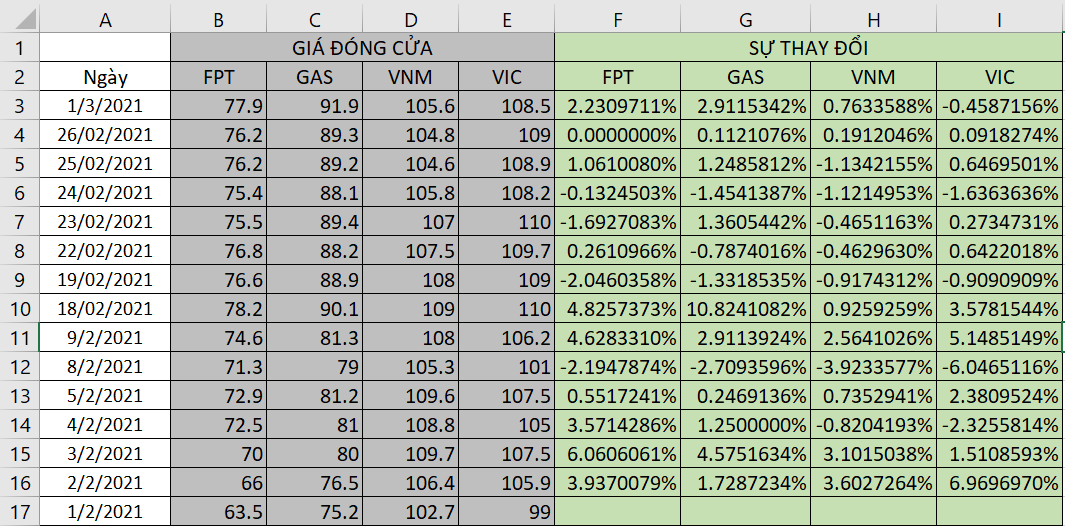 A B C D E F G H I
1 GIÁ ĐÓNG CỬA SỰ THAY ĐỔI
2 Ngày FPT GAS VNM VIC FPT GAS VNM VIC
3 1/3/2021 77.9 91.9 105.6 108.5 2.2309711% 2.9115342% 0.7633588% -0.4587156%
4 26/02/2021 76.2 89.3 104.8 109 0.0000000% 0.1121076% 0.1912046% 0.0918274%
5 25/02/2021 76.2 89.2 104.6 108.9 1.0610080% 1.2485812% -1.1342155% 0.6469501%
6 24/02/2021 75.4 88.1 105.8 108.2 -0.1324503% -1.4541387% -1.1214953% -1.6363636%
7 23/02/2021 75.5 89.4 107 110 -1.6927083% 1.3605442% -0.4651163% 0.2734731%
8 22/02/2021 76.8 88.2 107.5 109.7 0.2610966% -0.7874016% -0.4629630% 0.6422018%
9 19/02/2021 76.6 88.9 108 109 -2.0460358% -1.3318535% -0.9174312% -0.9090909%
10 18/02/2021 78.2 90.1 109 110 4.8257373% 10.8241082% 0.9259259% 3.5781544%
11 9/2/2021 74.6 81.3 108 106.2 4.6283310% 2.9113924% 2.5641026% 5.1485149%
12 8/2/2021 71.3 79 105.3 101 -2.1947874% -2.7093596% -3.9233577% -6.0465116%
13 5/2/2021 72.9 81.2 109.6 107.5 0.5517241% 0.2469136% 0.7352941% 2.3809524%
14 4/2/2021 72.5 81 108.8 105 3.5714286% 1.2500000% -0.8204193% -2.3255814%
15 3/2/2021 70 80 109.7 107.5 6.0606061% 4.5751634% 3.1015038% 1.5108593%
16 2/2/2021 66 76.5 106.4 105.9 3.9370079% 1.7287234% 3.6027264% 6.9696970%
17 1/2/2021 63.5 75.2 102.7 99